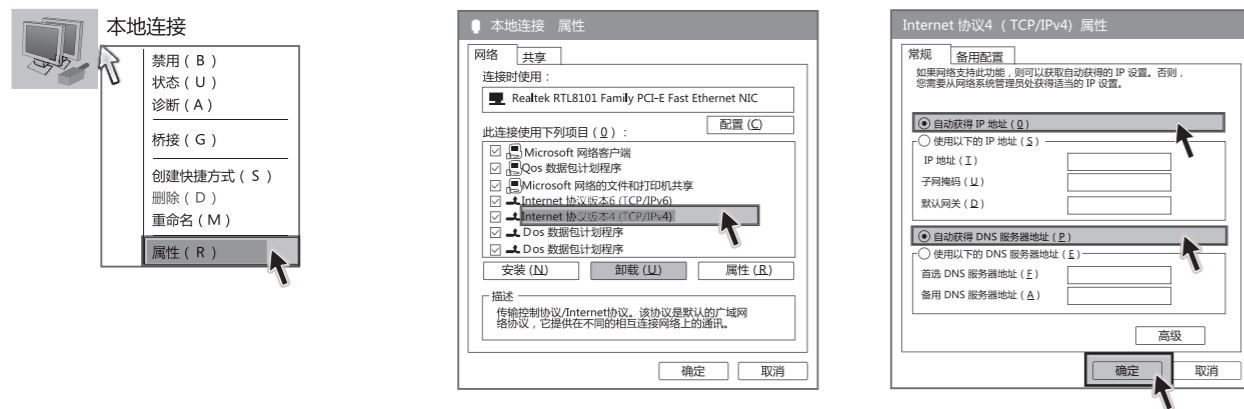 本地连接
禁用 ( B )
状态 ( U )
诊断 ( A )
桥接 ( G )
创建快捷方式 ( S )
删除 ( D )
重命名 ( M )
属性 ( R )
本地连接 属性
网络
共享
连接时使用：
Realtek RTL8101 Family PCI-E Fast Ethernet NIC
配置 (C)
此连接使用下列项目 ( 0 ) ：
Microsoft 网络客户端
Qos 数据包计划程序
Microsoft 网络的文件和打印机共享
Internet 协议版本6 (TCP/IPv6)
Internet 协议版本4 (TCP/IPv4)
Dos 数据包计划程序
Dos 数据包计划程序
安装 (N)
卸载 (U)
属性 (R)
描述
传输控制协议/Internet协议。该协议是默认的广域网
络协议，它提供在不同的相互连接网络上的通讯。
确定
取消
Internet 协议4 （TCP/IPv4) 属性
常规
备用配置
如果网络支持此功能，则可以获取自动获得的 IP 设置。否则，
您需要从网络系统管理员处获得适当的 IP 设置。
自动获得 IP 地址 ( 0 )
使用以下的 IP 地址 ( S )
IP 地址 ( I )
子网掩码 ( U )
默认网关 ( D )
自动获得 DNS 服务器地址 ( P )
使用以下的 DNS 服务器地址 ( E )
首选 DNS 服务器地址 ( F )
备用 DNS 服务器地址 ( A )
高级
确定
取消